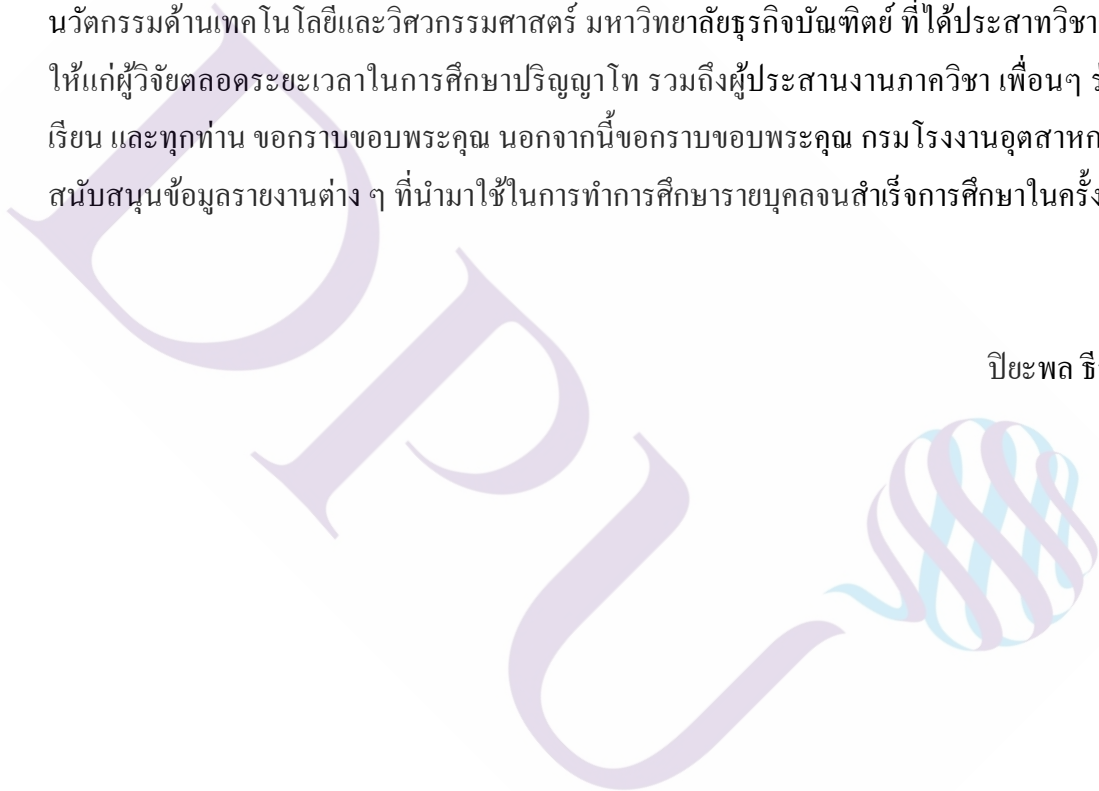 นวัตกรรมด้านเทคโนโลยีและวิศวกรรมศาสตร์ มหาวิทยาลัยธุรกิจบัณฑิตย์ ที่ได้ประสาทวิชา
ให้แก่ผู้วิจัยตลอดระยะเวลาในการศึกษาปริญญาโท รวมถึงผู้ประสานงานภาควิชา เพื่อนๆ
เรียน และทุกท่าน ขอกราบขอบพระคุณ นอกจากนี้ขอกราบขอบพระคุณ กรมโรงงานอุตสาหก
สนับสนุนข้อมูลรายงานต่าง ๆ ที่นำมาใช้ในการทำการศึกษารายบุคลจนสำเร็จการศึกษาในครั้ง
ปิยะพล
DPU